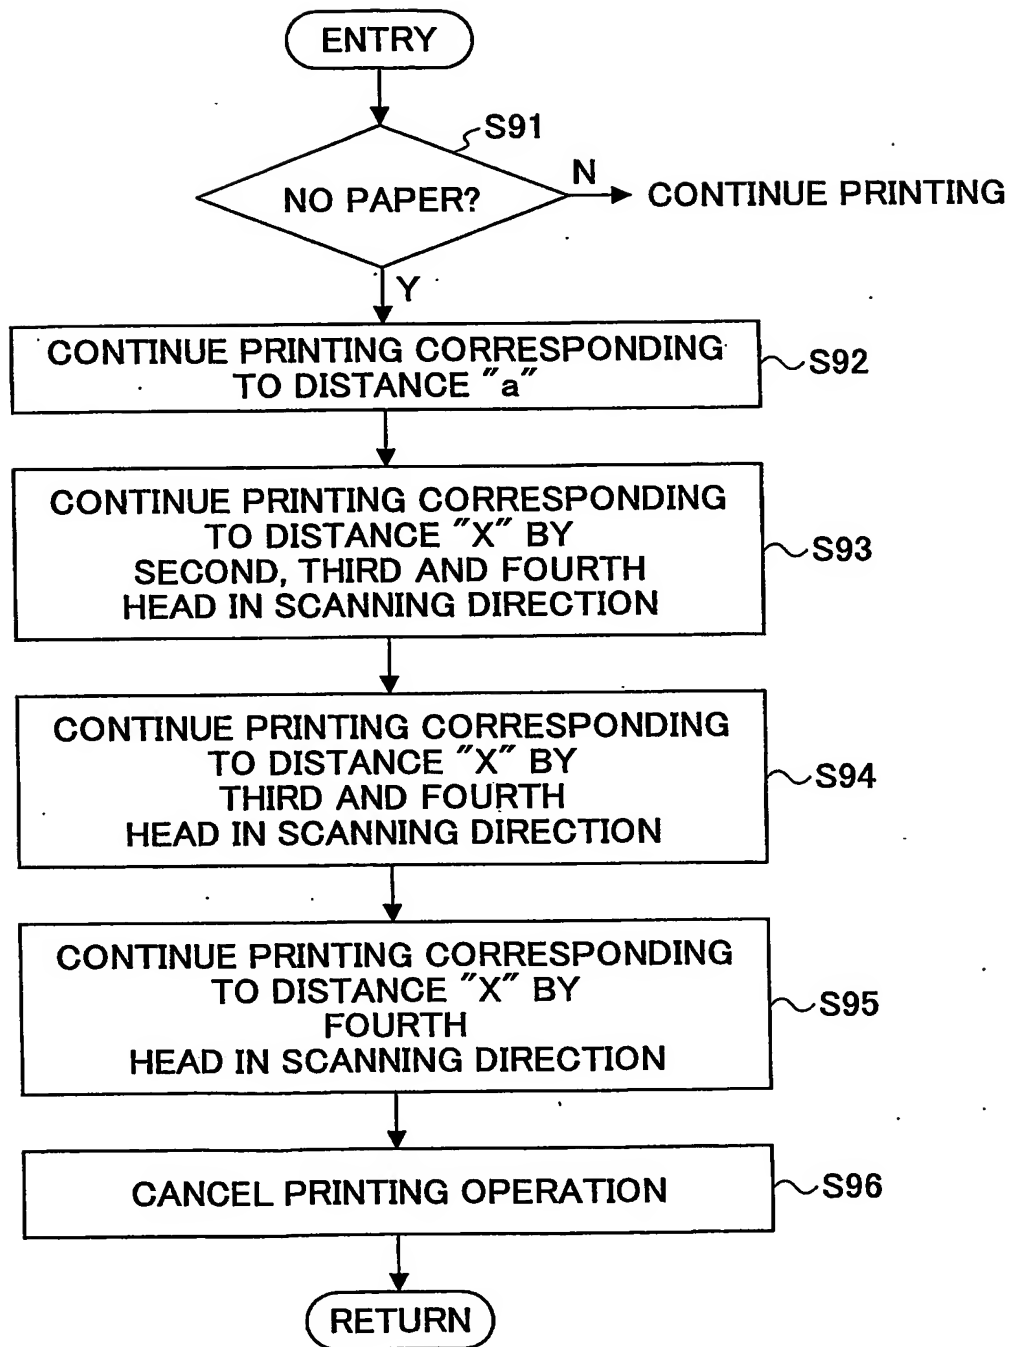 ENTRY
S91
NO PAPER?
N
CONTINUE PRINTING
Y
CONTINUE PRINTING CORRESPONDING
TO DISTANCE "a"
S92
CONTINUE PRINTING CORRESPONDING
TO DISTANCE "X" BY
SECOND, THIRD AND FOURTH
HEAD IN SCANNING DIRECTION
S93
CONTINUE PRINTING CORRESPONDING
TO DISTANCE "X" BY
THIRD AND FOURTH
HEAD IN SCANNING DIRECTION
S94
CONTINUE PRINTING CORRESPONDING
TO DISTANCE "X" BY
FOURTH
HEAD IN SCANNING DIRECTION
S95
CANCEL PRINTING OPERATION
S96
RETURN